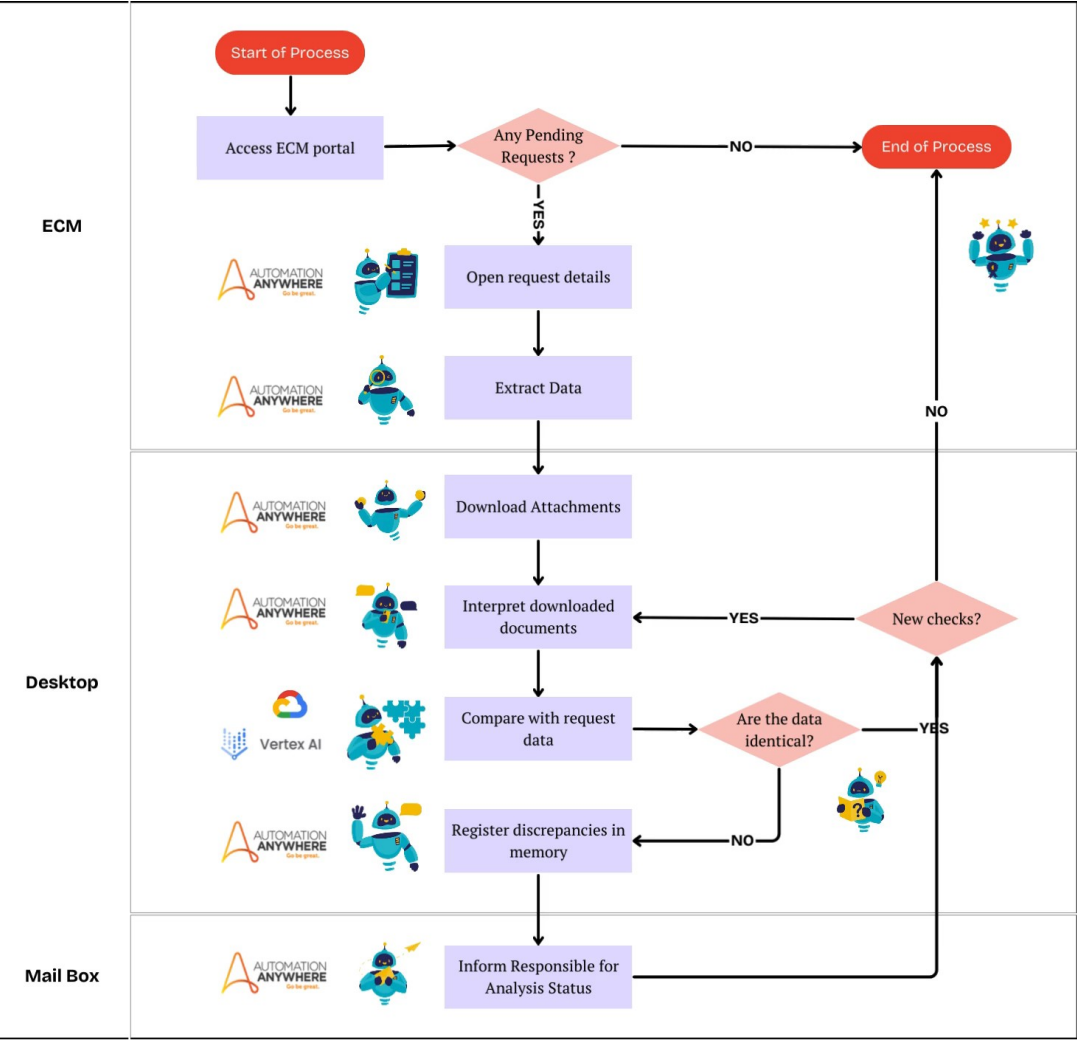 Start of Process
Access ECM portal
Any Pending
Requests ?
NO
End of Process
YES
ECM
AUTOMATION
ANYWHERE
Go be great.
Open request details
AUTOMATION
ANYWHERE
Go be great.
Extract Data
NO
AUTOMATION
ANYWHERE
Go be great.
Download Attachments
AUTOMATION
ANYWHERE
Go be great.
Interpret downloaded
documents
YES
New checks?
Desktop
Vertex AI
Compare with request
data
Are the data
identical?
YES
?
AUTOMATION
ANYWHERE
Go be great.
Register discrepancies in
memory
NO
Mail Box
AUTOMATION
ANYWHERE
Go be great.
Inform Responsible for
Analysis Status